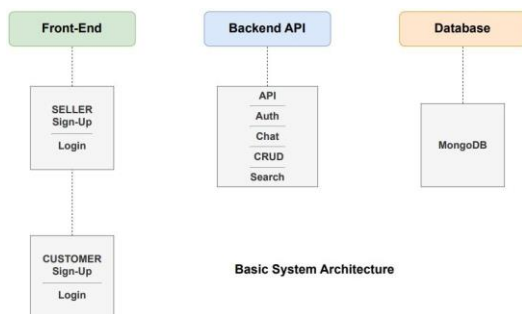 Front-End
Backend API
Database
SELLER
Sign-Up
Login
API
Auth
Chat
CRUD
Search
MongoDB
CUSTOMER
Sign-Up
Login
Basic System Architecture